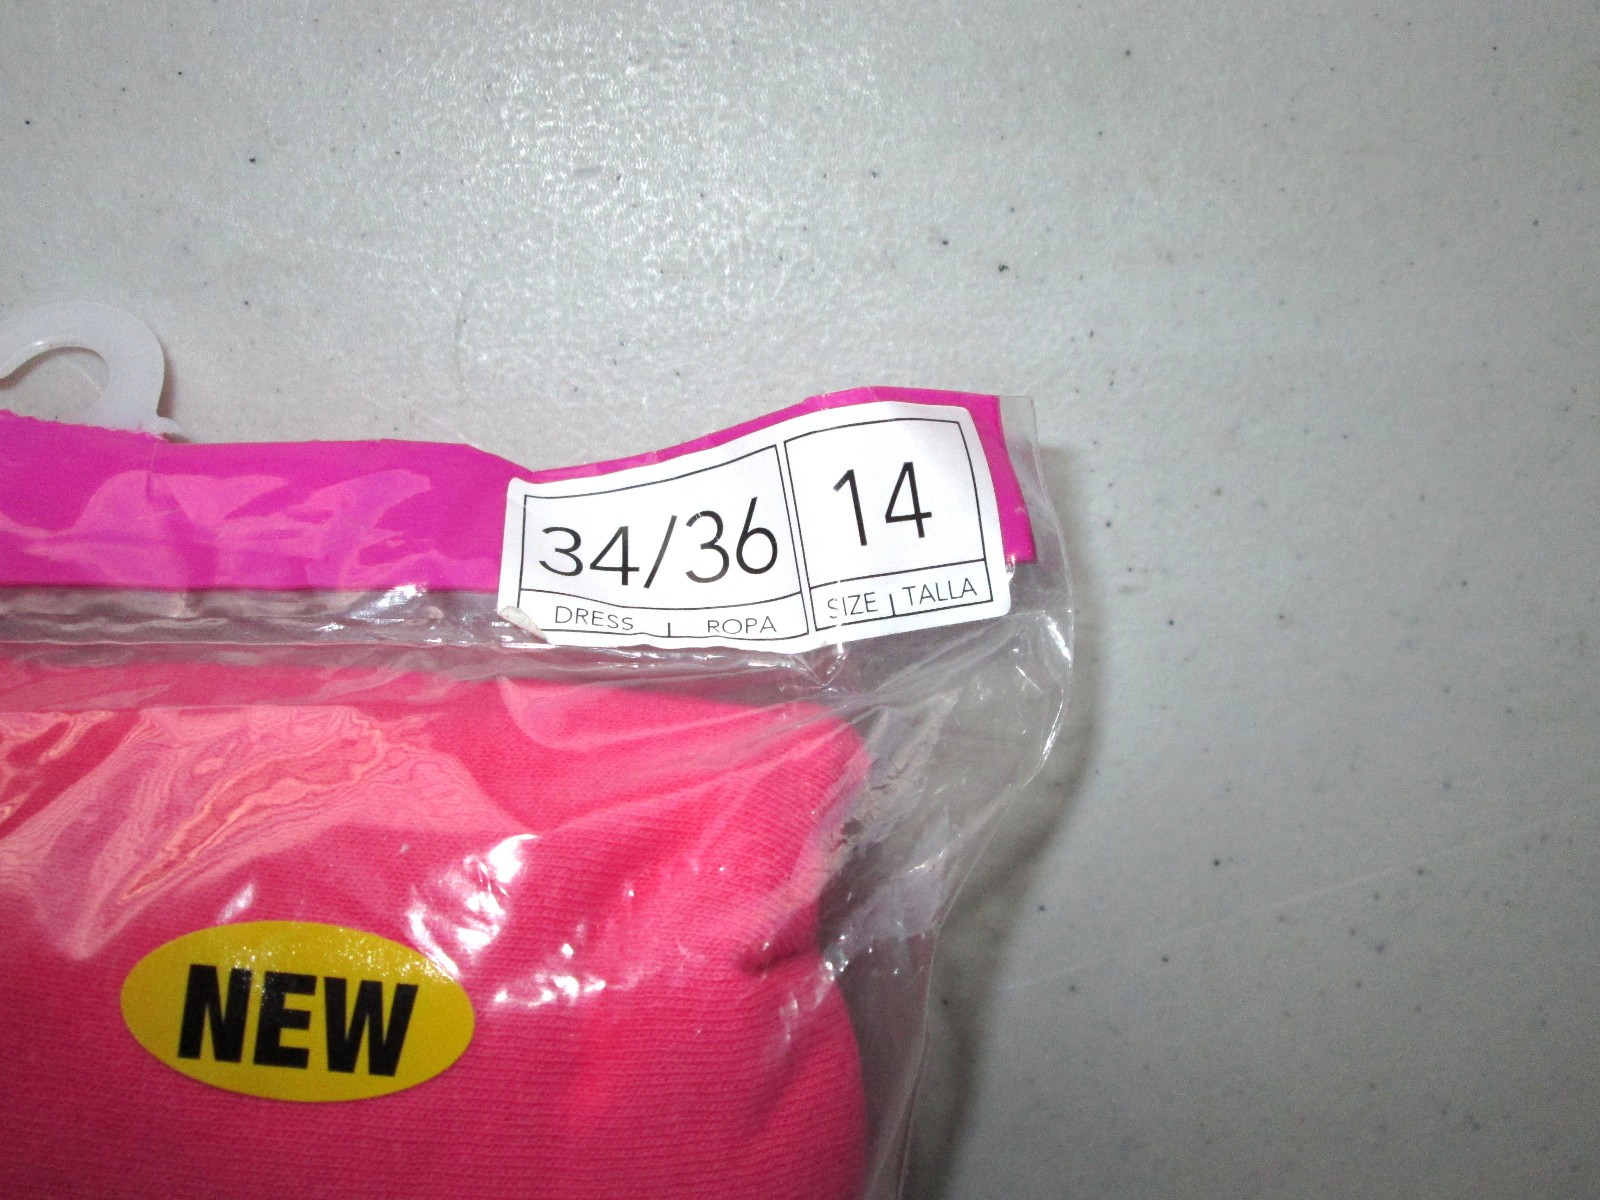 34/36 14
DRESS | ROPA SIZE | TALLA
NEW